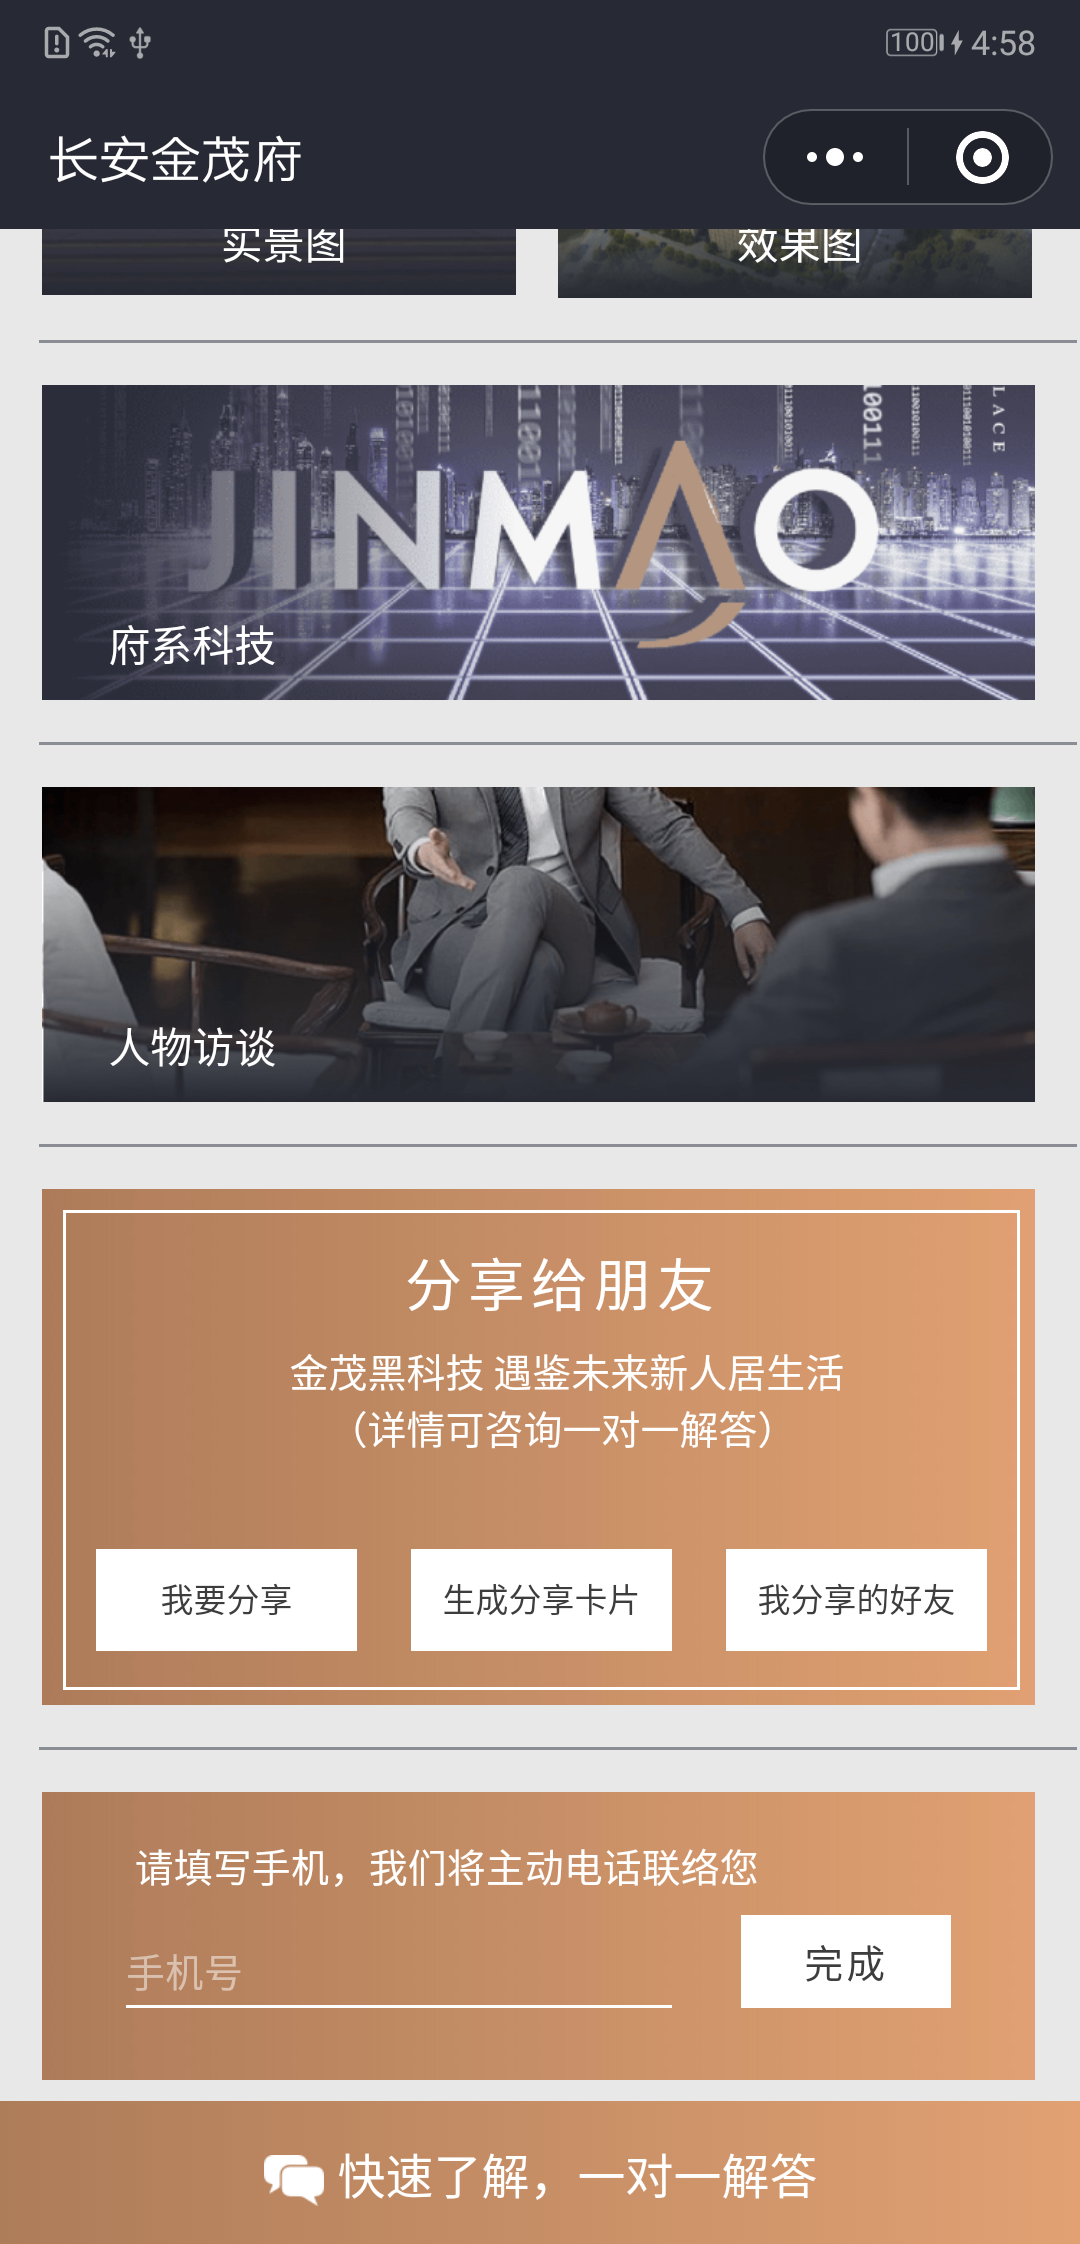 100 4:58
长安金茂府
实景图 效果图
LACE
JINMAO
府系科技
人物访谈
分享给朋友
金茂黑科技 遇鉴未来新人居生活
（详情可咨询一对一解答）
我要分享 生成分享卡片 我分享的好友
请填写手机，我们将主动电话联络您
手机号
完成
快速了解，一对一解答